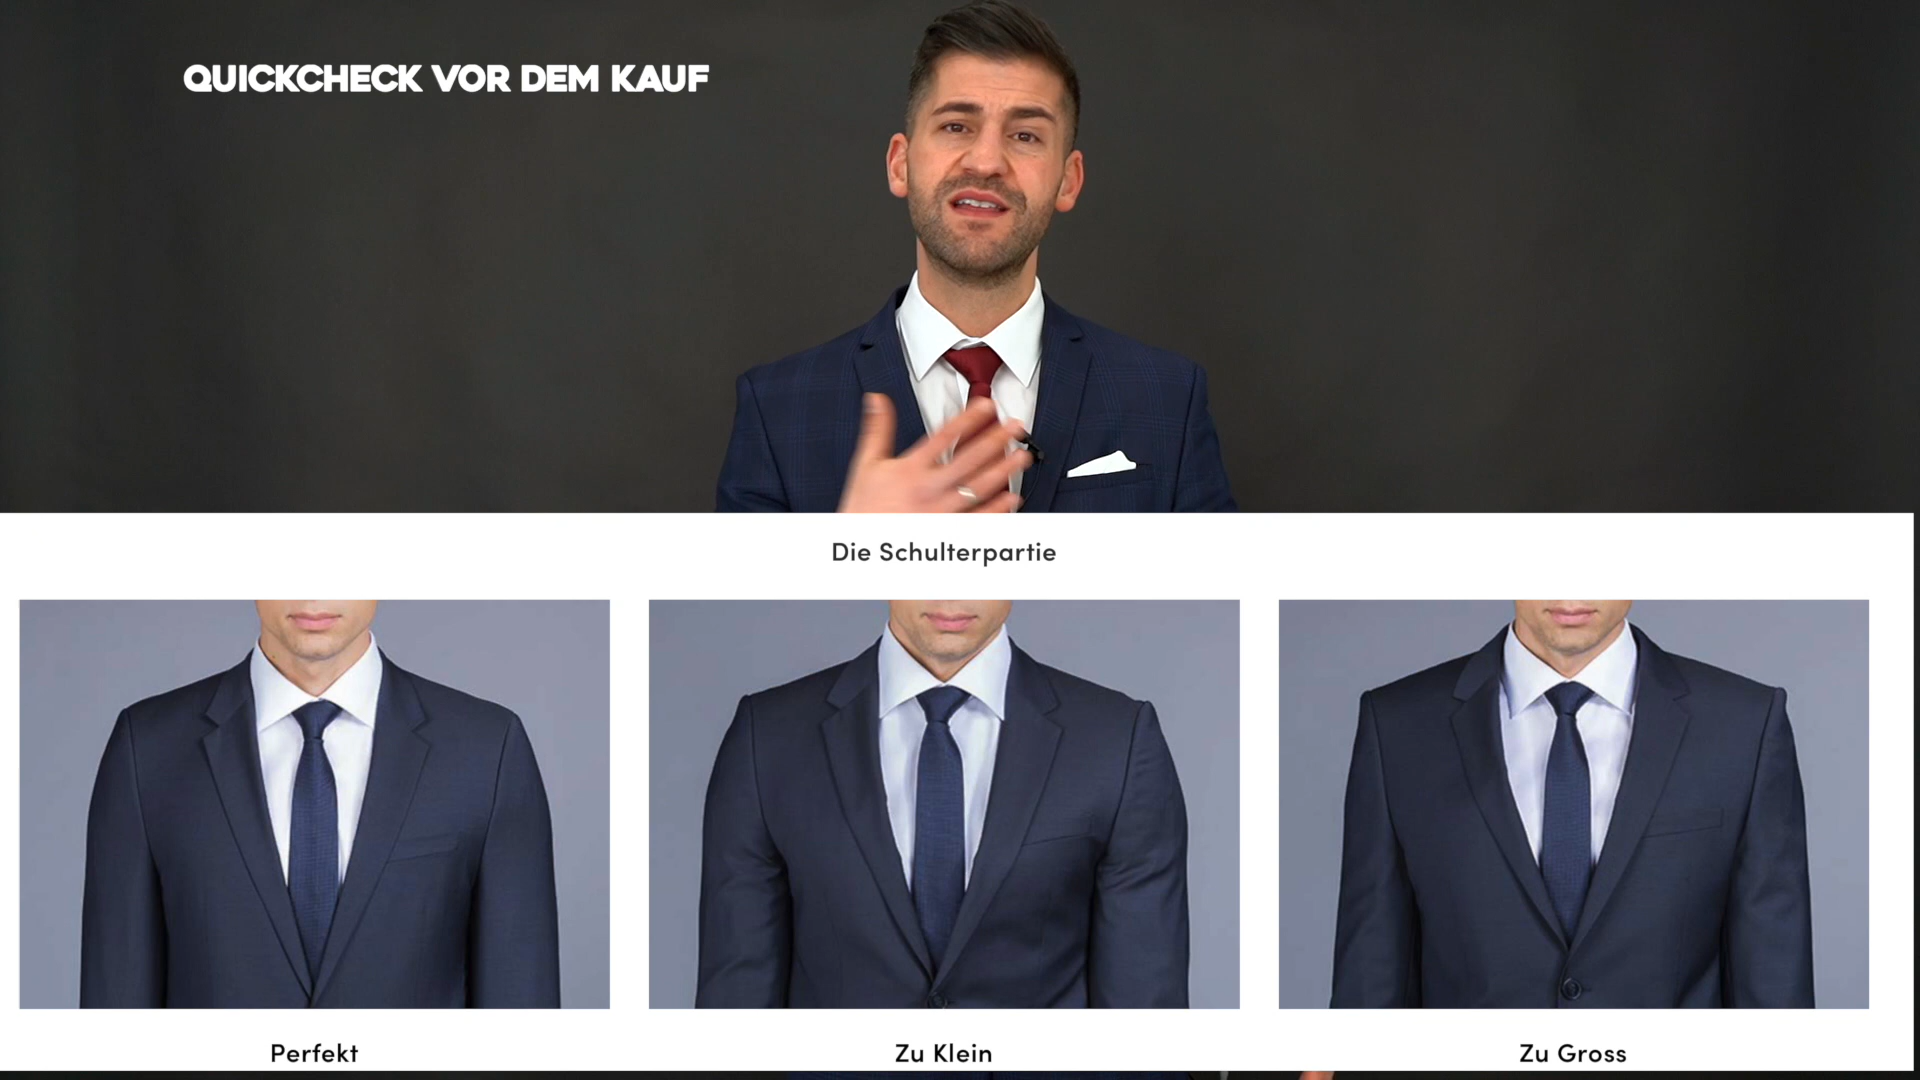 QUICKCHECK VOR DEM KAUF
Die Schulterpartie
Perfekt
Zu Klein
Zu Gross